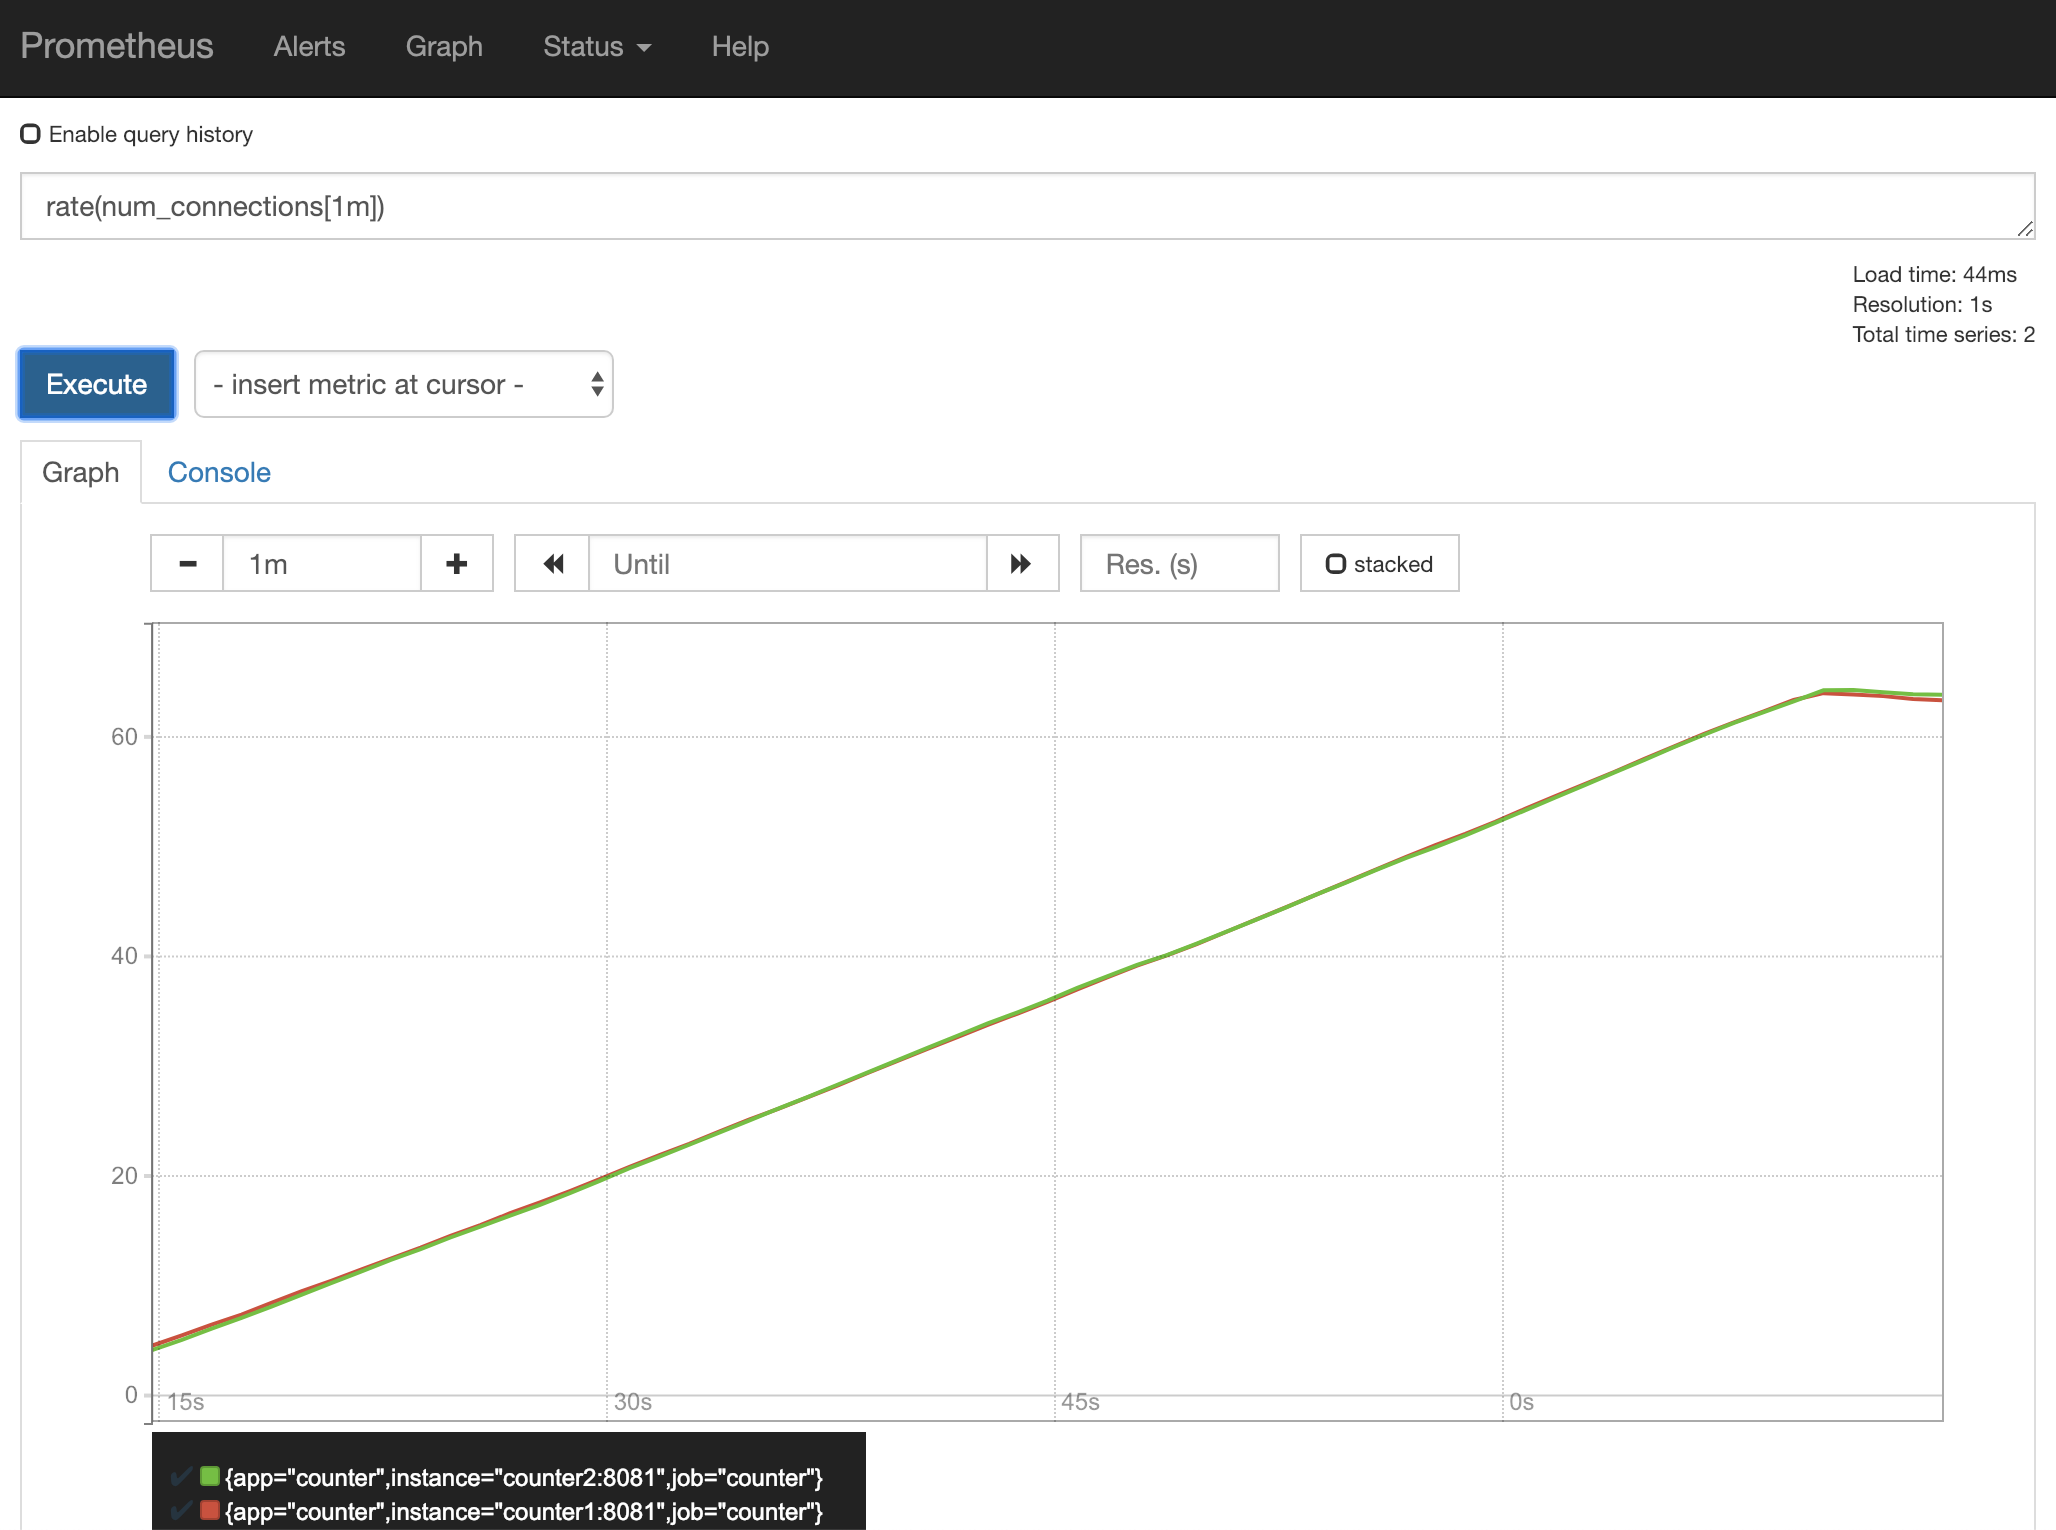 Prometheus Alerts Graph Status Help
Enable query history
rate(num_connections[1m])
Load time: 44ms
Resolution: 1s
Total time series: 2
Execute - insert metric at cursor -
Graph Console
1m Until Res. (s) stacked
60
40
20
0
15s 30s 45s 0s
{app="counter",instance="counter2:8081",job="counter"}
{app="counter",instance="counter1:8081",job="counter"}